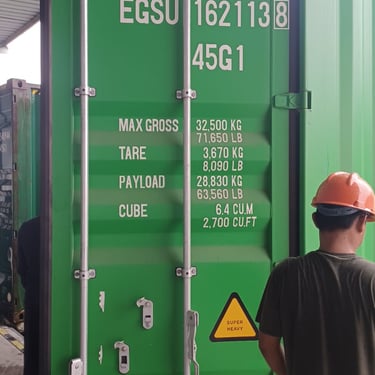 EGSU 162113 8
45G1
MAX GROSS 32,500 KG
71,650 LB
TARE 3,670 KG
8,090 LB
PAYLOAD 28,830 KG
63,560 LB
CUBE 6.4 CU.M
2,700 CU.FT
SUPER
HEAVY